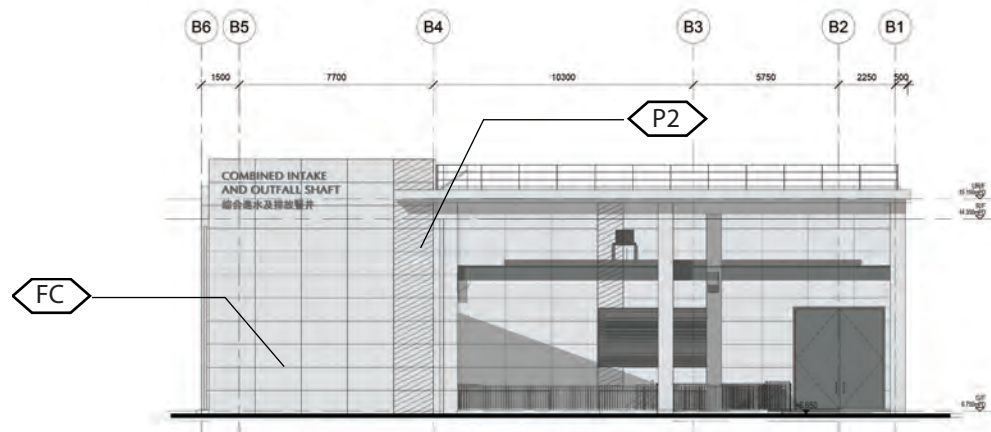 B6 B5 B4 B3 B2 B1
1500 7700 10300 5750 2250 500
P2
COMBINED INTAKE
AND OUTFALL SHAFT
綜合進水及排放豎井
FC